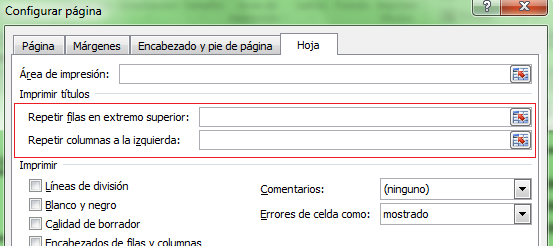 Configurar página
Página
Márgenes
Encabezado y pie de página
Hoja
Área de impresión:
Imprimir títulos
Repetir filas en extremo superior:
Repetir columnas a la izquierda:
Imprimir
Líneas de división
Blanco y negro
Calidad de borrador
Encabezados de filas y columnas
Comentarios:
(ninguno)
Errores de celda como:
mostrado